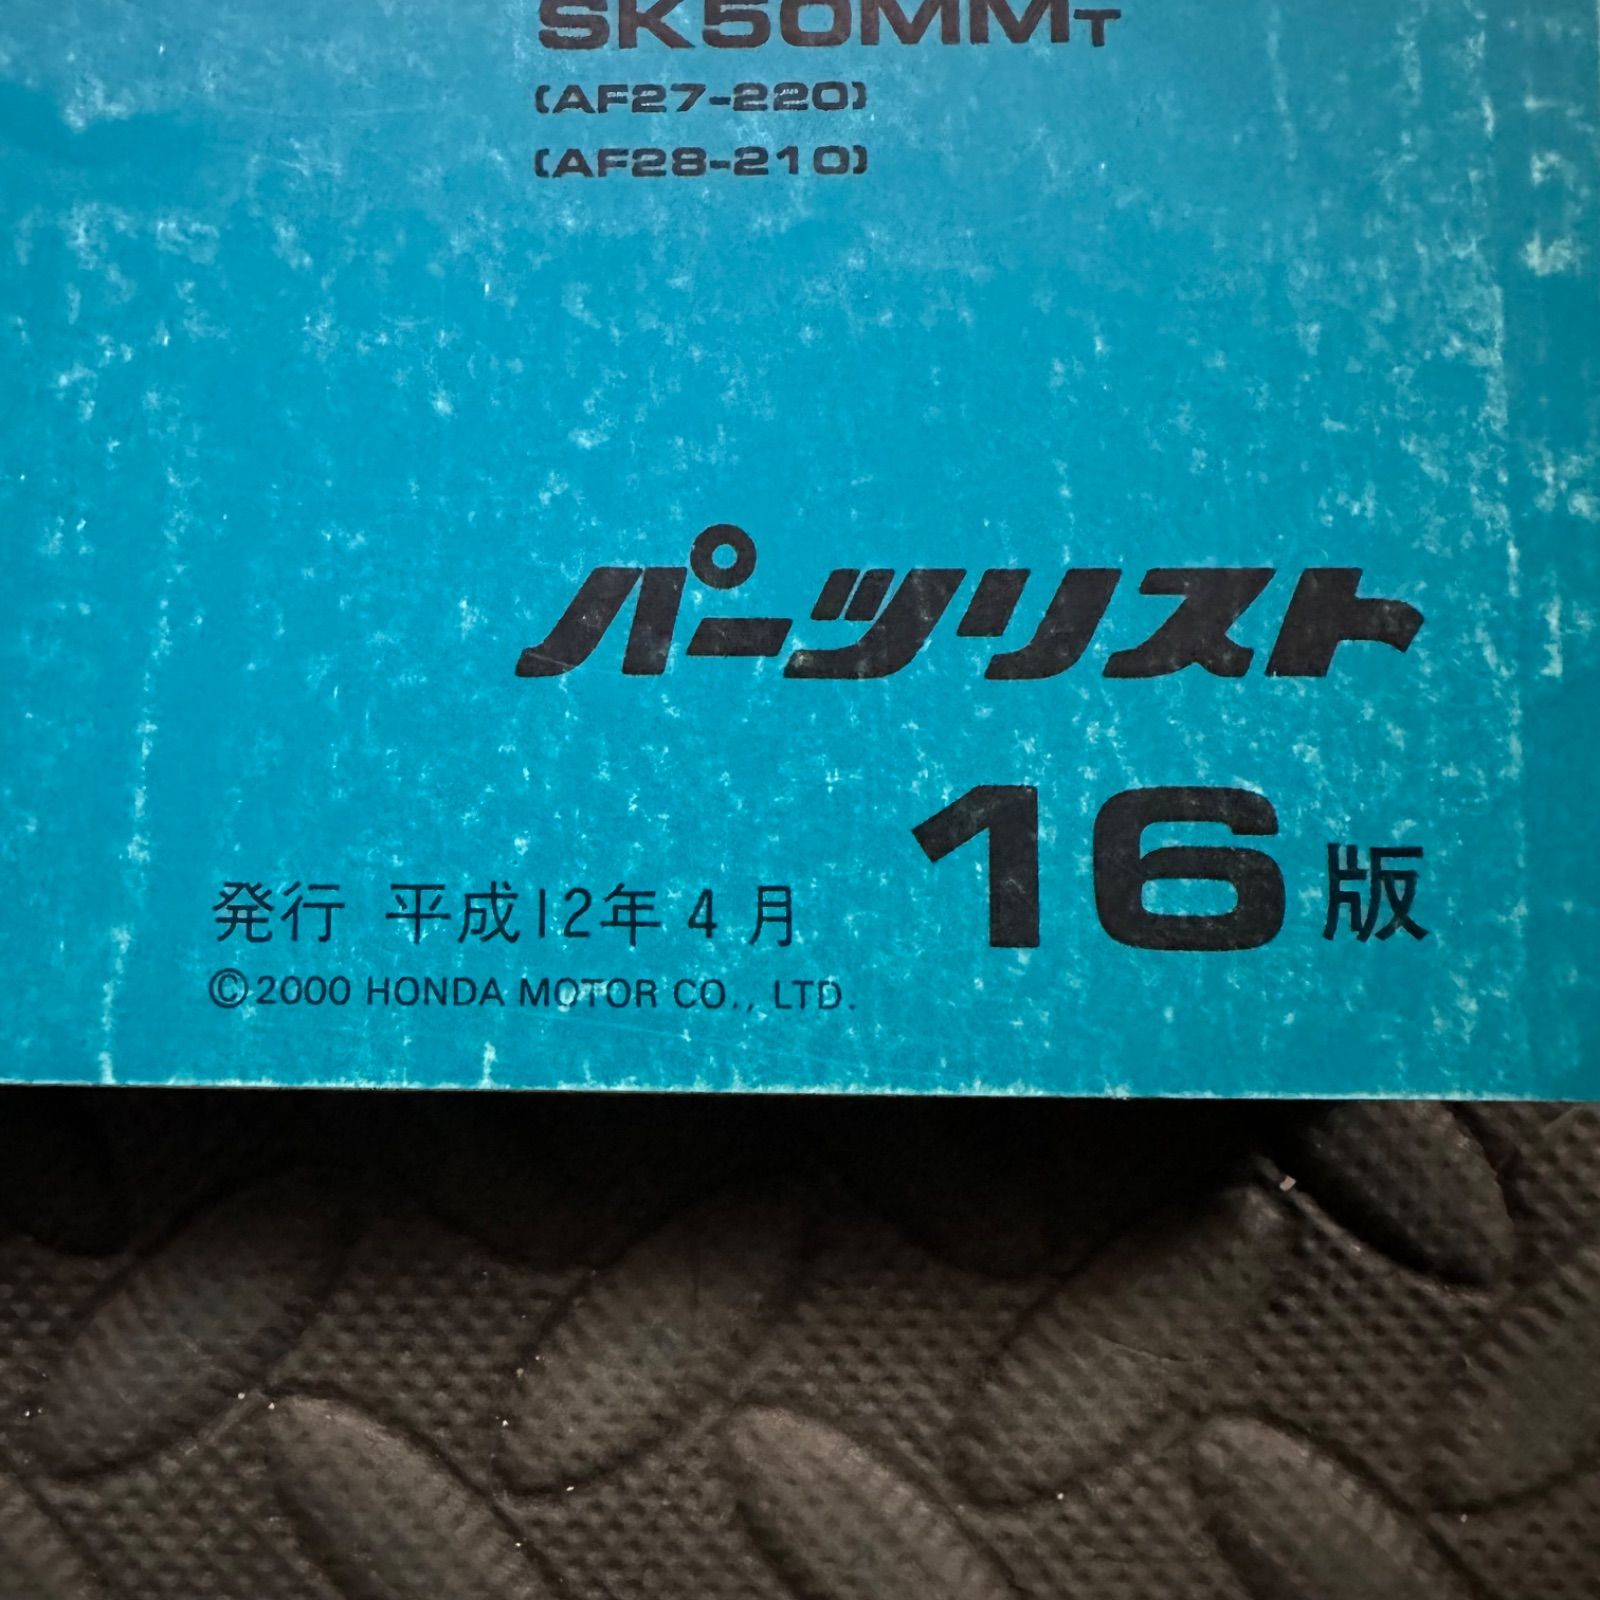 SK50MMT
(AF27-220)
(AF28-210)
パーツリスト
16版
発行 平成12年4月
©2000 HONDA MOTOR CO., LTD.